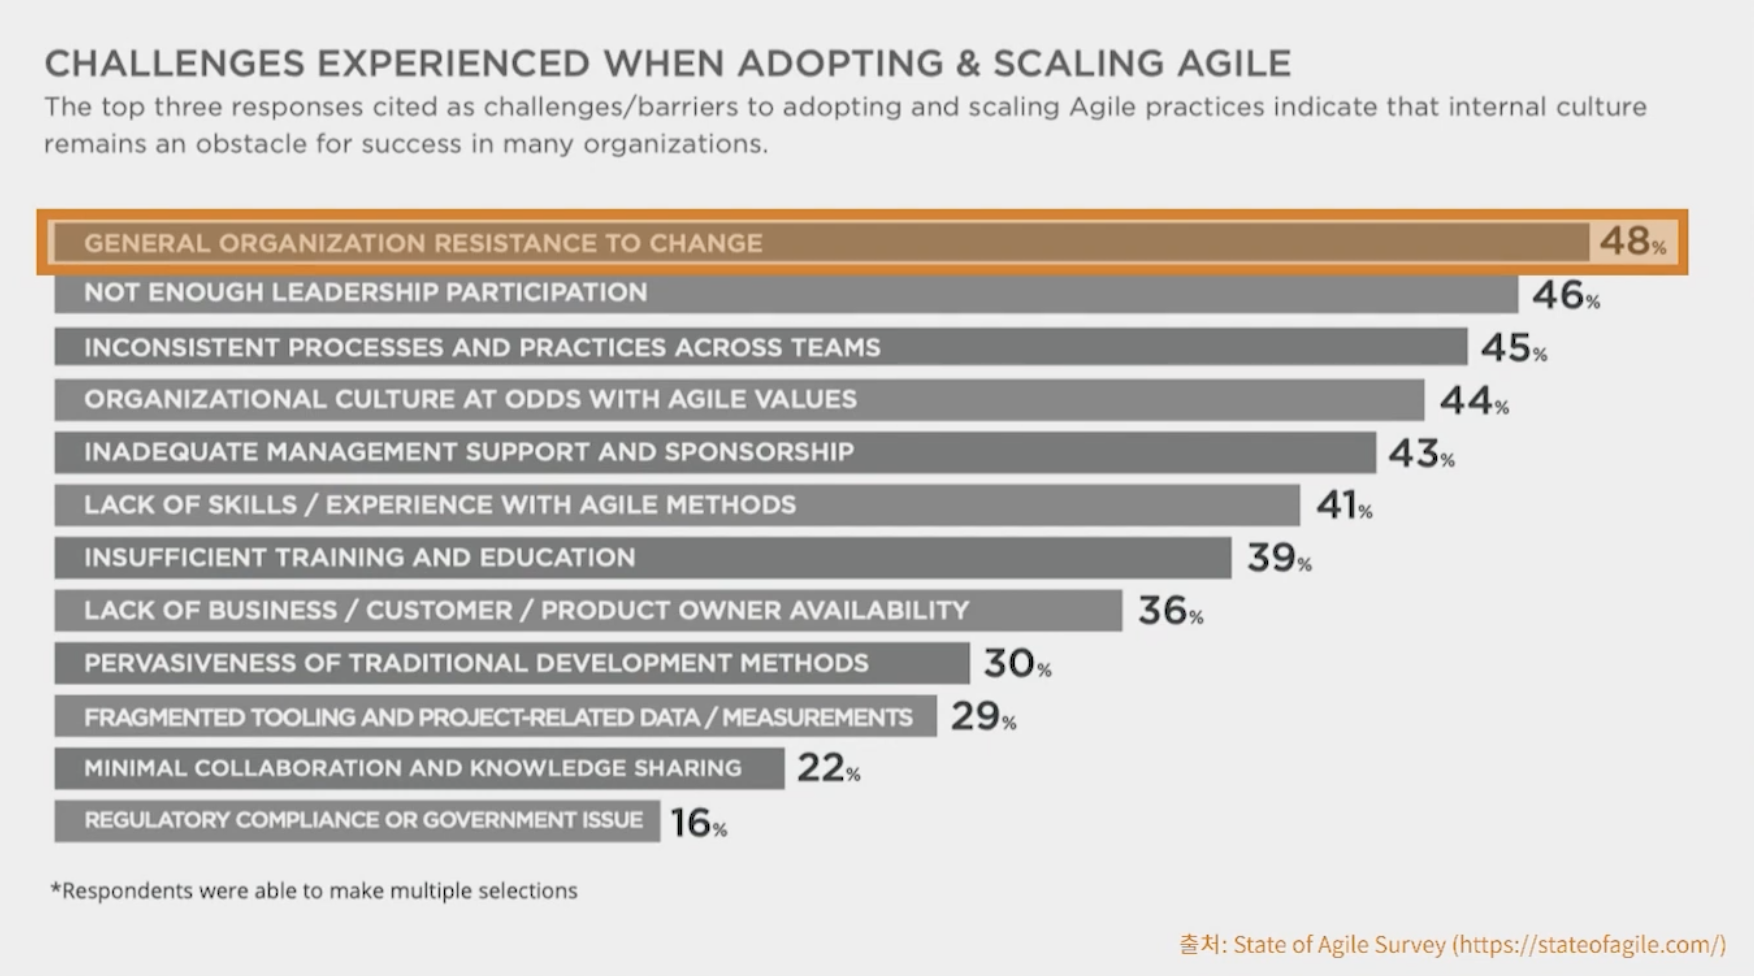 CHALLENGES EXPERIENCED WHEN ADOPTING & SCALING AGILE
The top three responses cited as challenges/barriers to adopting and scaling Agile practices indicate that internal culture
remains an obstacle for success in many organizations.
GENERAL ORGANIZATION RESISTANCE TO CHANGE 48%
NOT ENOUGH LEADERSHIP PARTICIPATION 46%
INCONSISTENT PROCESSES AND PRACTICES ACROSS TEAMS 45%
ORGANIZATIONAL CULTURE AT ODDS WITH AGILE VALUES 44%
INADEQUATE MANAGEMENT SUPPORT AND SPONSORSHIP 43%
LACK OF SKILLS / EXPERIENCE WITH AGILE METHODS 41%
INSUFFICIENT TRAINING AND EDUCATION 39%
LACK OF BUSINESS / CUSTOMER / PRODUCT OWNER AVAILABILITY 36%
PERVASIVENESS OF TRADITIONAL DEVELOPMENT METHODS 30%
FRAGMENTED TOOLING AND PROJECT-RELATED DATA / MEASUREMENTS 29%
MINIMAL COLLABORATION AND KNOWLEDGE SHARING 22%
REGULATORY COMPLIANCE OR GOVERNMENT ISSUE 16%
*Respondents were able to make multiple selections
출처: State of Agile Survey (https://stateofagile.com/)